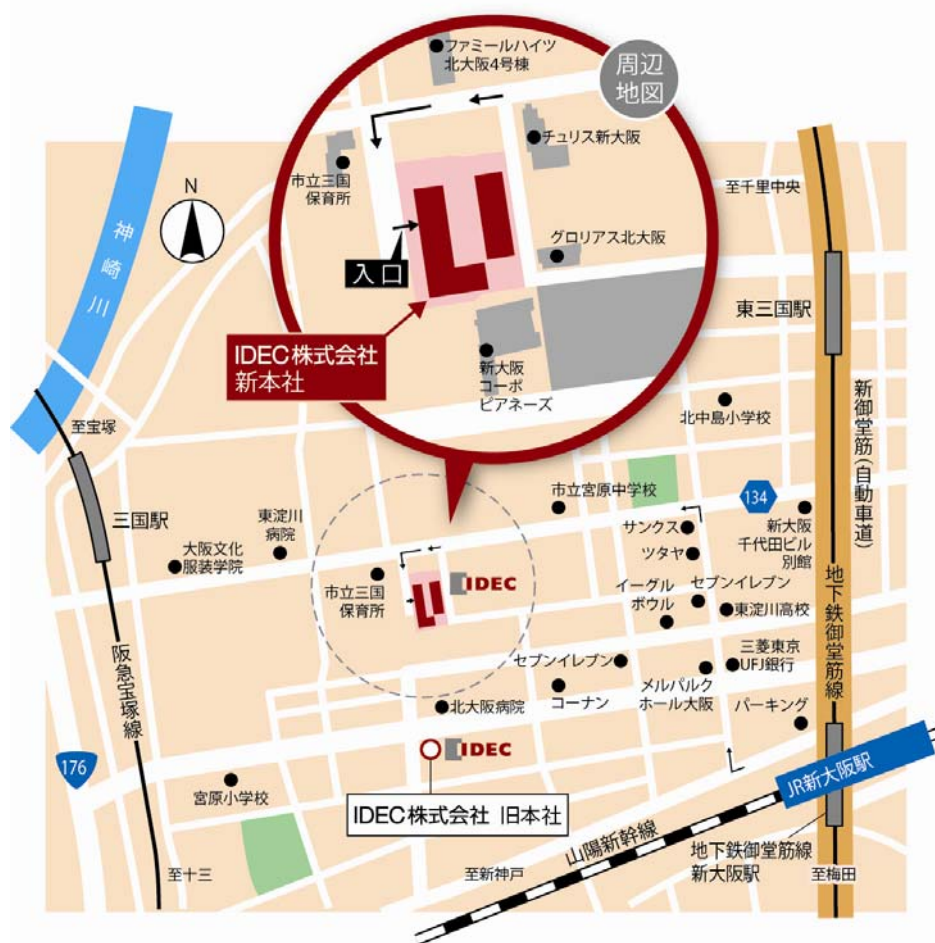 ファミールハイツ
北大阪4号棟
周辺
地図
チュリス新大阪
市立三国
保育所
至千里中央
N
神崎川
グロリアス北大阪
入口
東三国駅
IDEC株式会社
新本社
新大阪
コーポ
ピアネーズ
北中島小学校
新御堂筋(自動車道)
至宝塚
三国駅
東淀川
病院
大阪文化
服装学院
市立宮原中学校
134
サンクス
ツタヤ
新大阪
千代田ビル
別館
市立三国
保育所
IDEC
イーグル
ボウル
セブンイレブン
東淀川高校
地下鉄御堂筋線
阪急宝塚線
セブンイレブン
コーナン
メルパルク
ホール大阪
三菱東京
UFJ銀行
北大阪病院
パーキング
IDEC
176
宮原小学校
IDEC株式会社 旧本社
JR新大阪駅
山陽新幹線
地下鉄御堂筋線
新大阪駅
至十三
至新神戸
至梅田